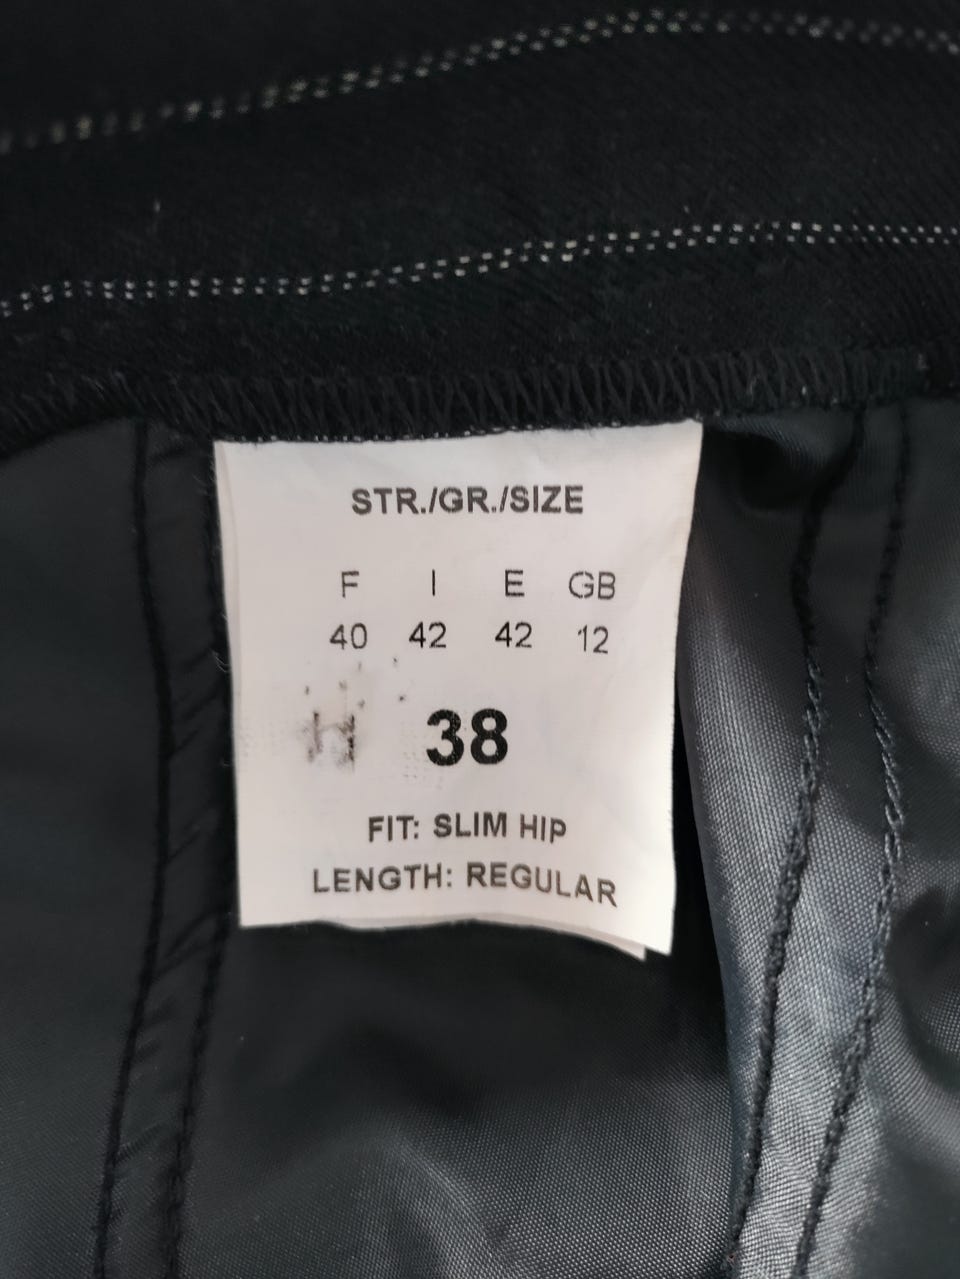 STR./GR./SIZE
F I E GB
40 42 42 12
H 38
FIT: SLIM HIP
LENGTH: REGULAR